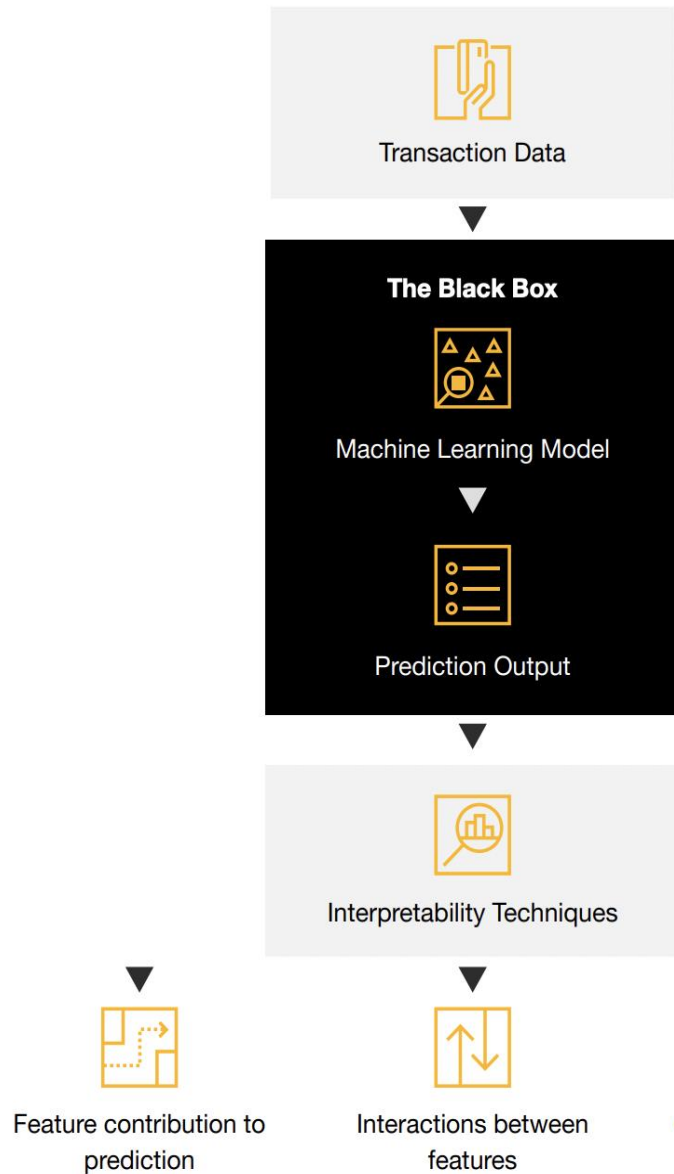 Transaction Data
The Black Box
Machine Learning Model
Prediction Output
Interpretability Techniques
Feature contribution to
prediction
Interactions between
features